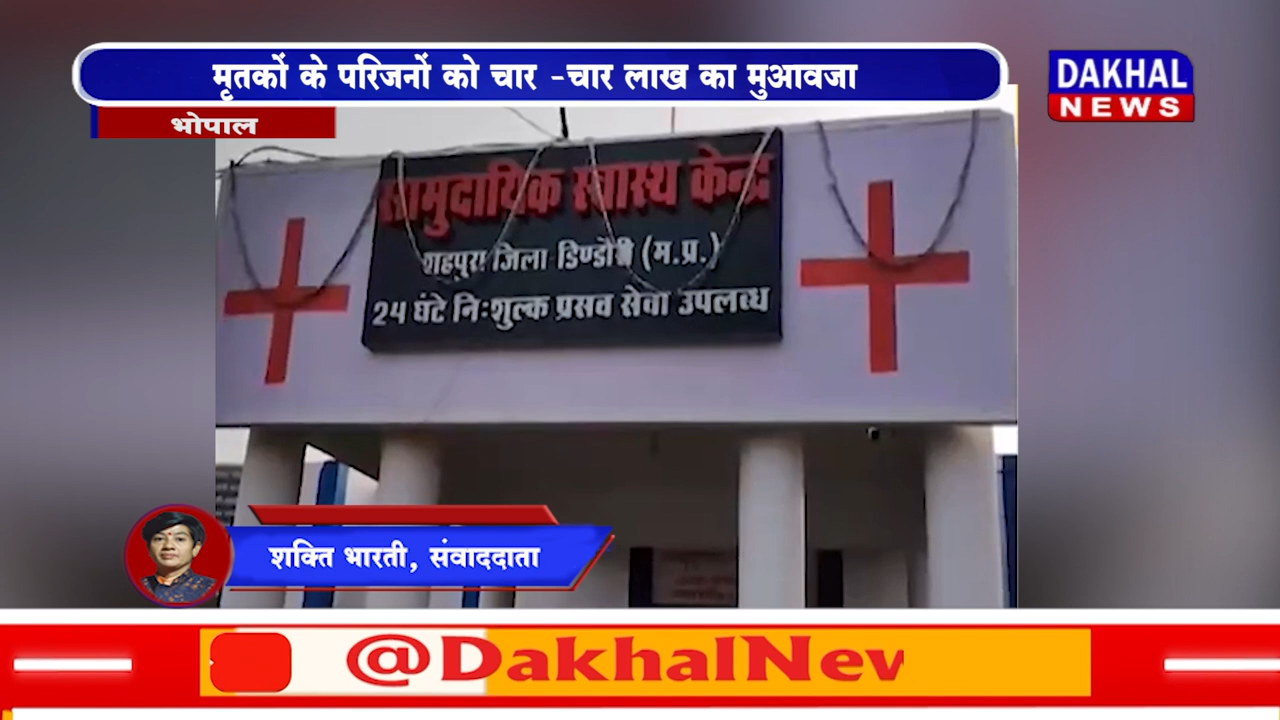 मृतकों के परिजनों को चार -चार लाख का मुआवजा
DAKHAL
NEWS
भोपाल
सामुदायिक स्वास्थ केन्द्र
शहपुरा जिला डिण्डौरी (म.प्र.)
24 घंटे निःशुल्क प्रसव सेवा उपलब्ध
शक्ति भारती, संवाददाता
@DakhalNev